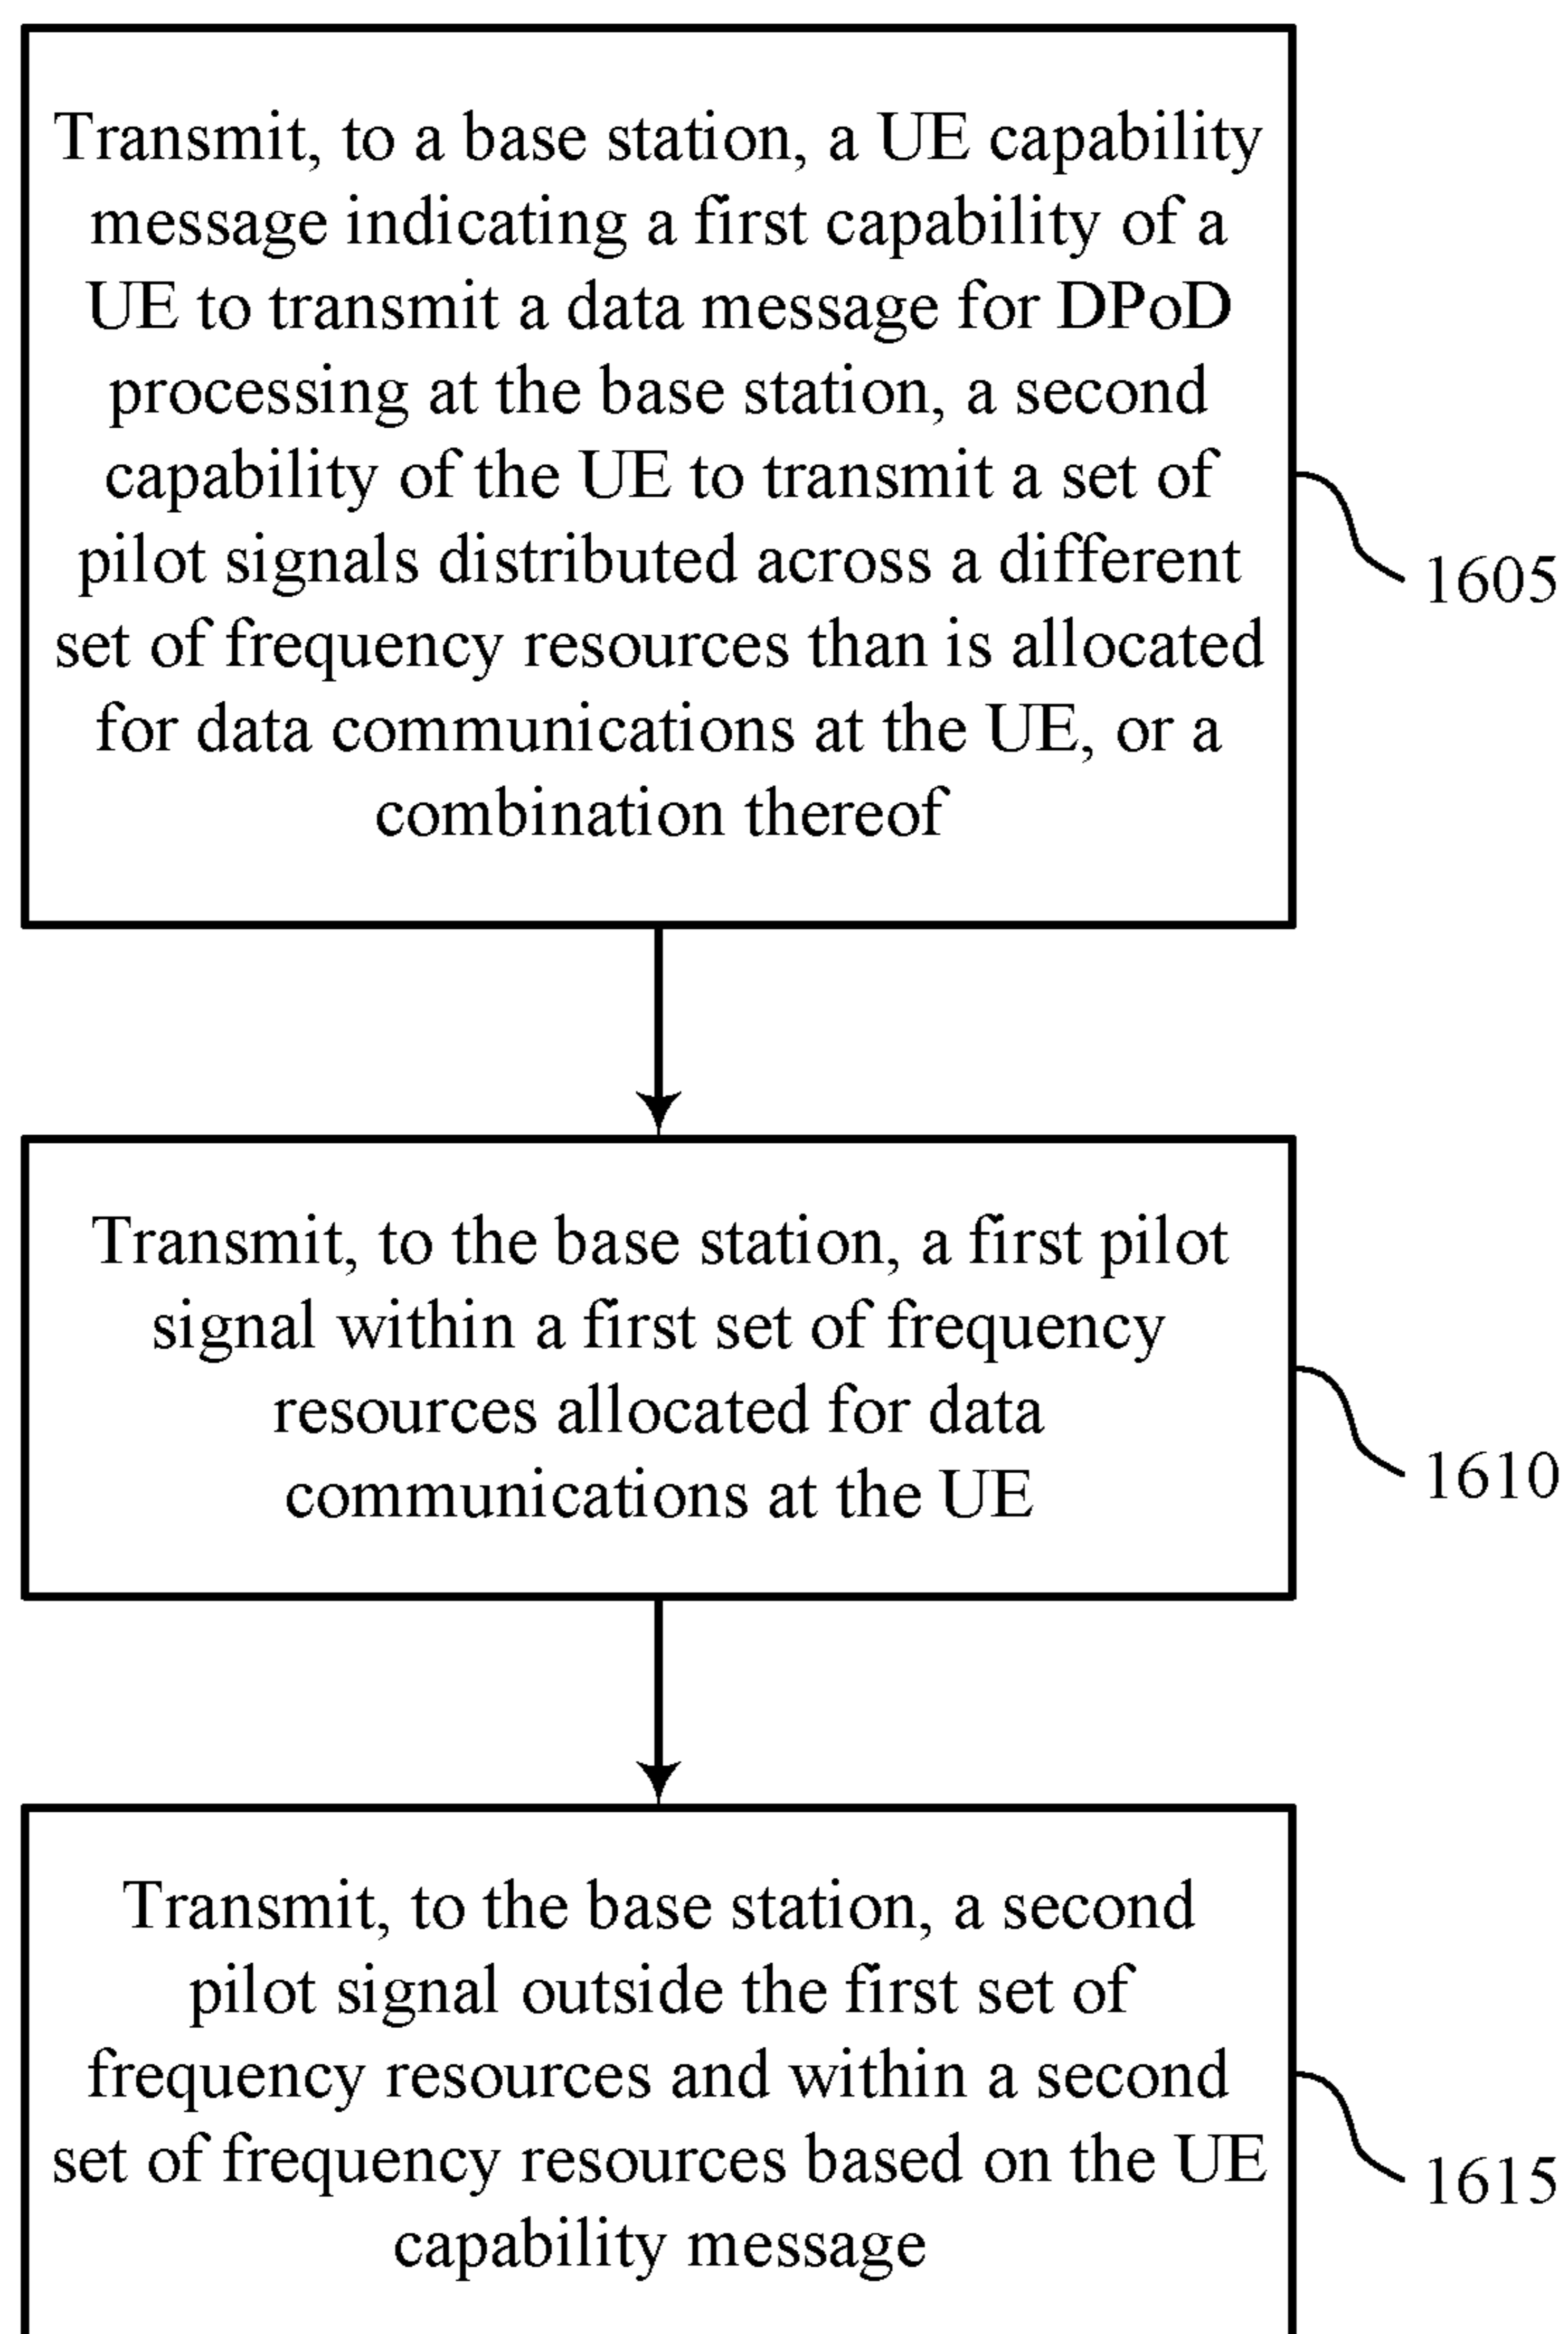 Transmit, to a base station, a UE capability
message indicating a first capability of a
UE to transmit a data message for DPoD
processing at the base station, a second
capability of the UE to transmit a set of
pilot signals distributed across a different
set of frequency resources than is allocated
for data communications at the UE, or a
combination thereof
1605
Transmit, to the base station, a first pilot
signal within a first set of frequency
resources allocated for data
communications at the UE
1610
Transmit, to the base station, a second
pilot signal outside the first set of
frequency resources and within a second
set of frequency resources based on the UE
capability message
1615